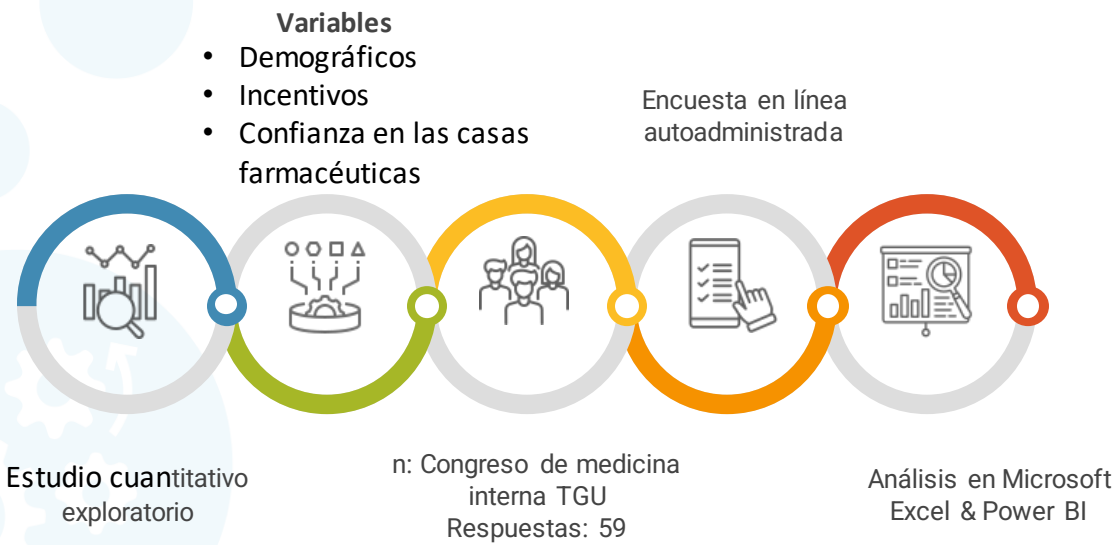 Variables
• Demográficos
• Incentivos
• Confianza en las casas
farmacéuticas
Encuesta en línea
autoadministrada
Estudio cuantitativo
exploratorio
n: Congreso de medicina
interna TGU
Respuestas: 59
Análisis en Microsoft
Excel & Power BI